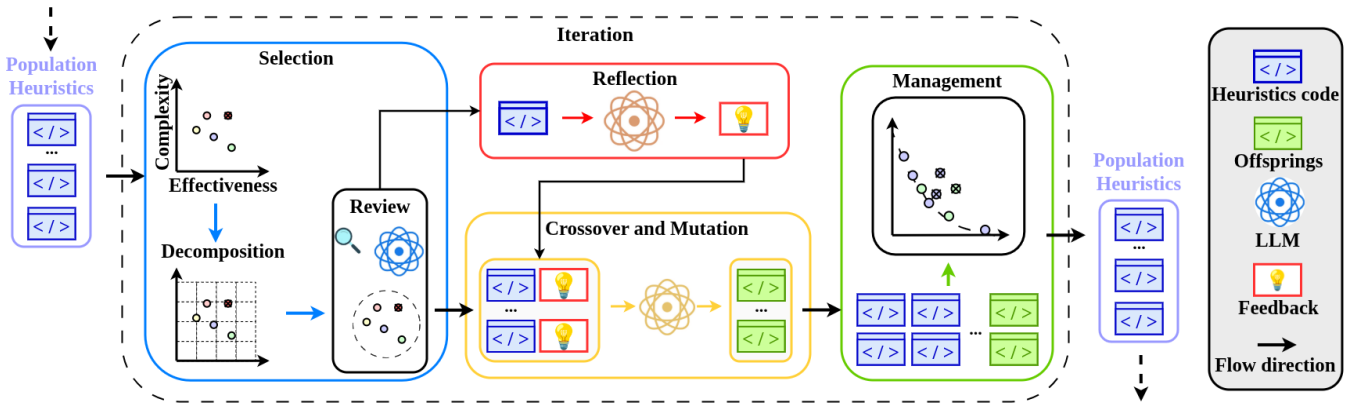 Iteration
Population
Heuristics
</>
...
</>
</>
Selection
Complexity
Effectiveness
Decomposition
Review
Reflection
</>
Crossover and Mutation
</>
...
</>
</>
...
</>
Management
</>
</>
...
</>
</>
</>
</>
Population
Heuristics
</>
...
</>
</>
</>
Heuristics code
</>
Offsprings
LLM
Feedback
Flow direction